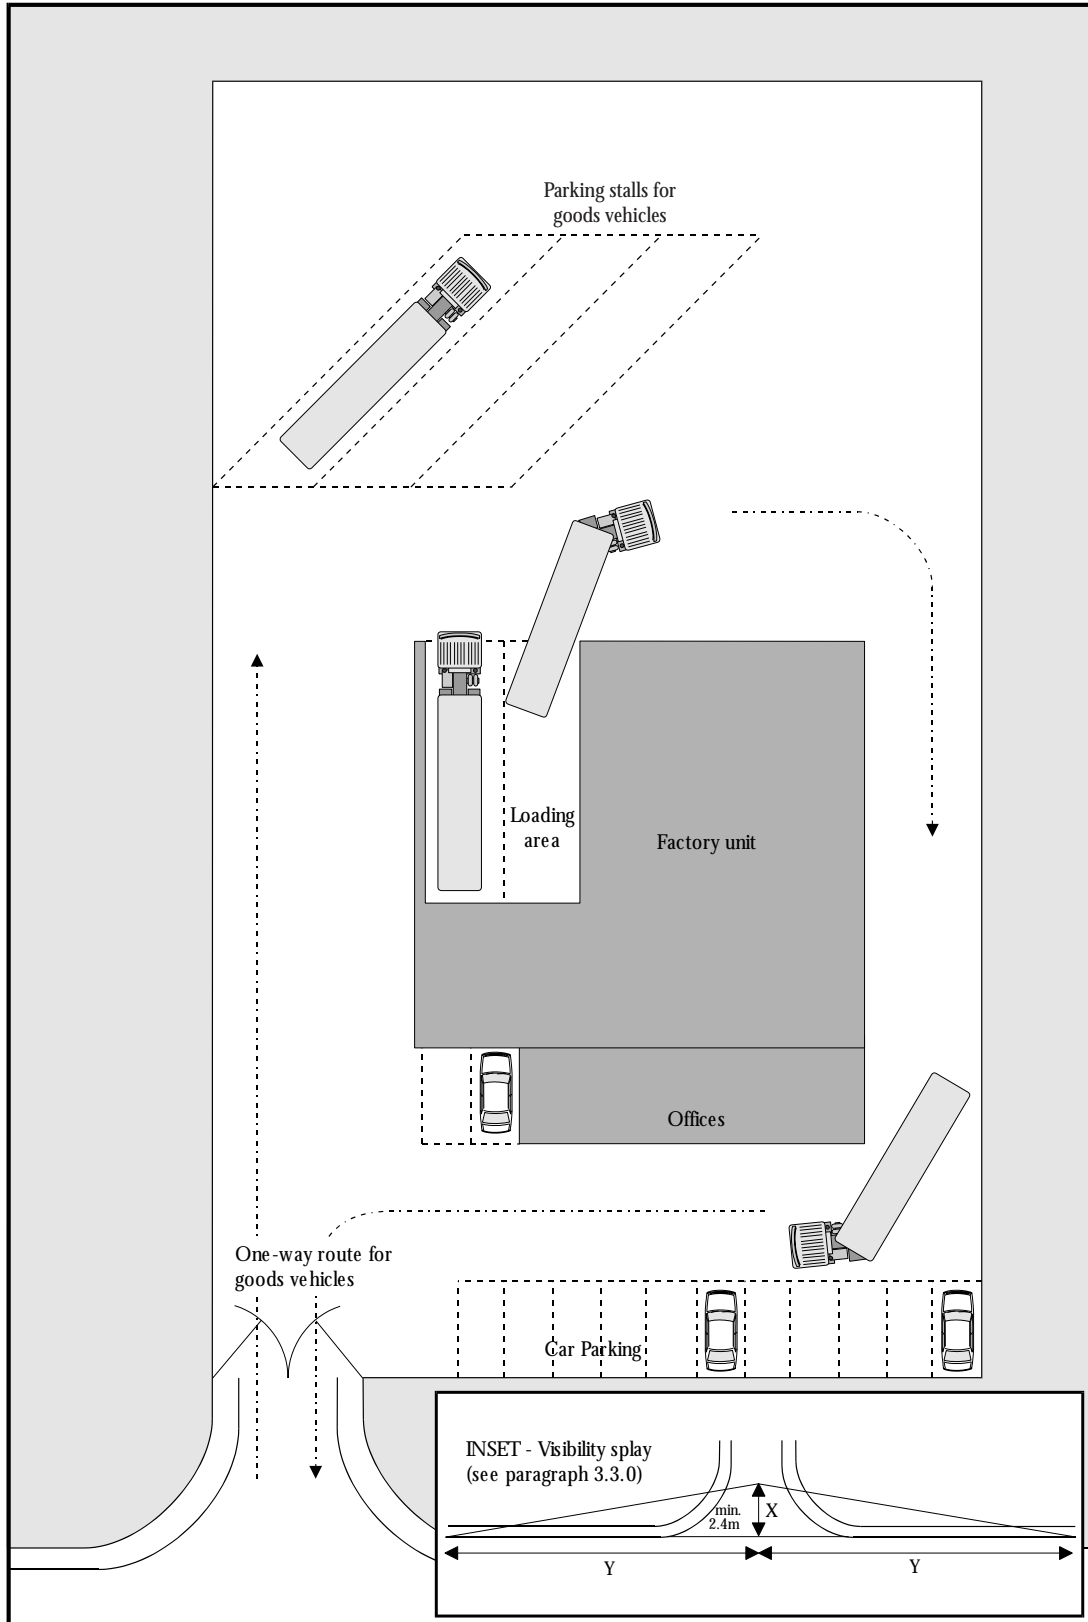 Parking stalls for
goods vehicles
Loading
area
Factory unit
Offices
One-way route for
goods vehicles
Car Parking
INSET - Visibility splay
(see paragraph 3.3.0)
min.
2.4m
X
Y
Y